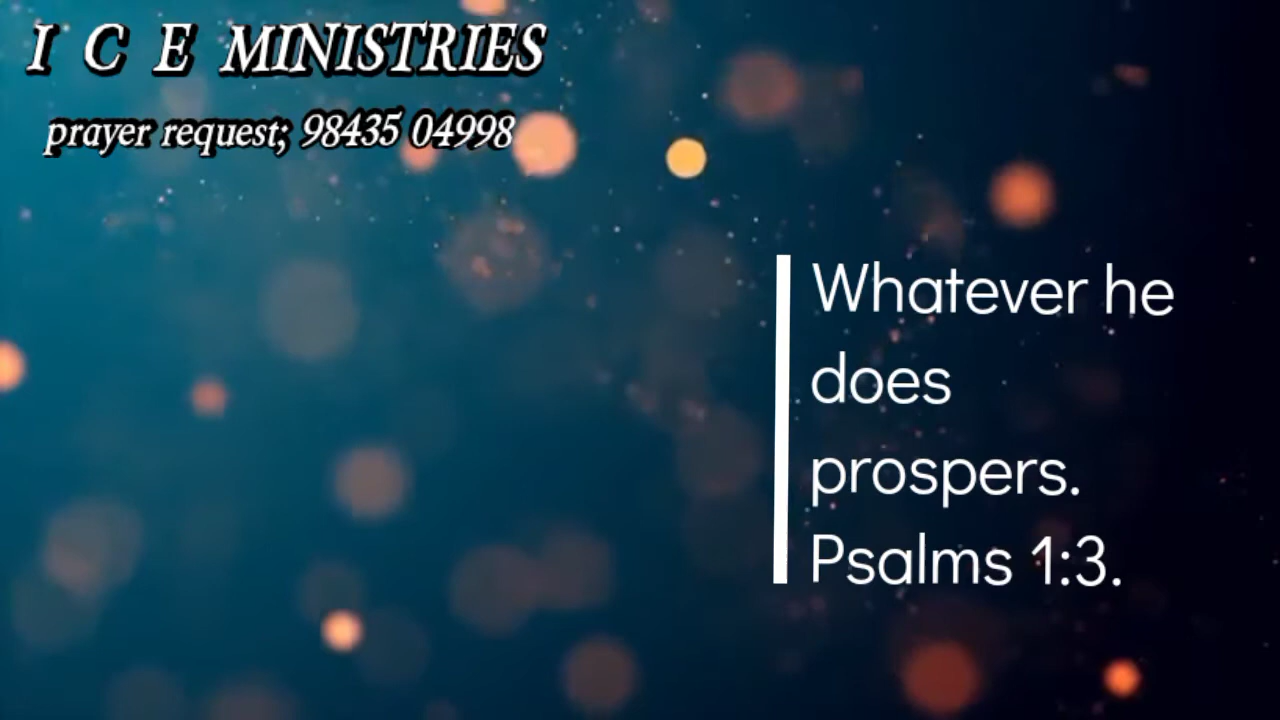 I C E MINISTRIES
prayer request; 98435 04998
Whatever he
does
prospers.
Psalms 1:3.